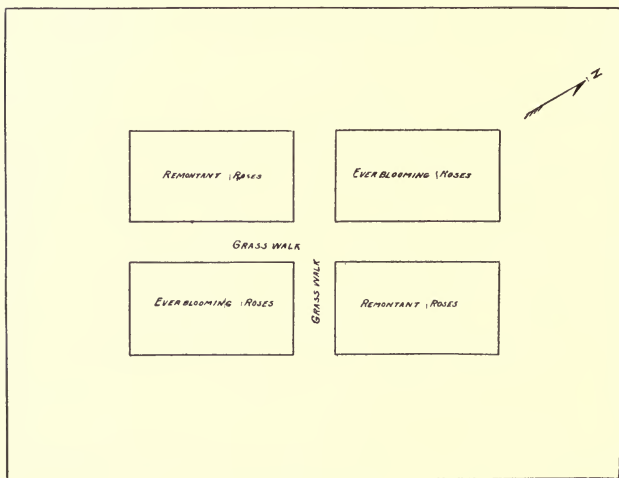 N
REMONTANT ROSES
EVERBLOOMING ROSES
GRASS WALK
GRASS WALK
EVERBLOOMING ROSES
REMONTANT ROSES